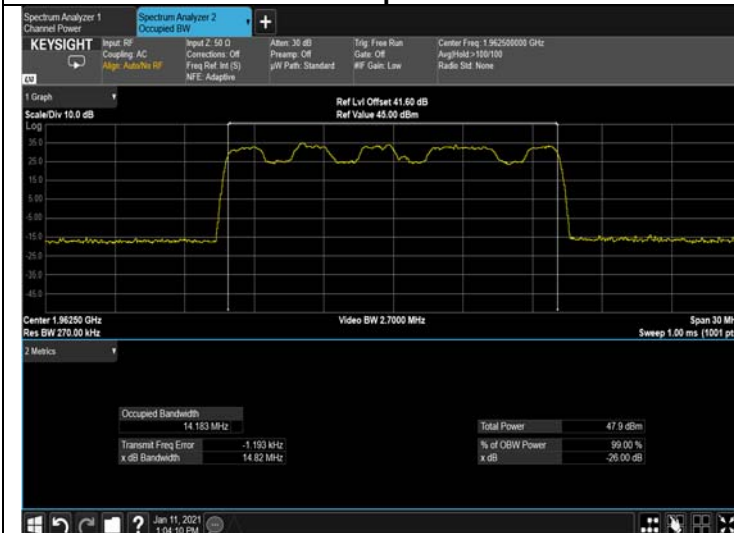 Spectrum Analyzer 1
Channel Power
Spectrum Analyzer 2
Occupied BW
+
KEYSIGHT
Input: RF
Coupling: AC
Align: Auto/No RF
Input Z: 50 Ω
Corrections: Off
Freq Ref: Int (S)
NFE: Adaptive
Atten: 30 dB
Preamp: Off
µW Path: Standard
Trig: Free Run
Gate: Off
#IF Gain: Low
Center Freq: 1.962500000 GHz
Avg|Hold:>100/100
Radio Std: None
1 Graph
Scale/Div 10.0 dB
Ref Lvl Offset 41.60 dB
Ref Value 45.00 dBm
Log
35.0
25.0
15.0
5.00
-5.00
-15.0
-25.0
-35.0
-45.0
Center 1.96250 GHz
Res BW 270.00 kHz
Video BW 2.7000 MHz
Span 30 MH
Sweep 1.00 ms (1001 pt
2 Metrics
Occupied Bandwidth
14.183 MHz
Transmit Freq Error -1.193 kHz
x dB Bandwidth 14.82 MHz
Total Power 47.9 dBm
% of OBW Power 99.00 %
x dB -26.00 dB
?
Jan 11, 2021
1:04:10 PM